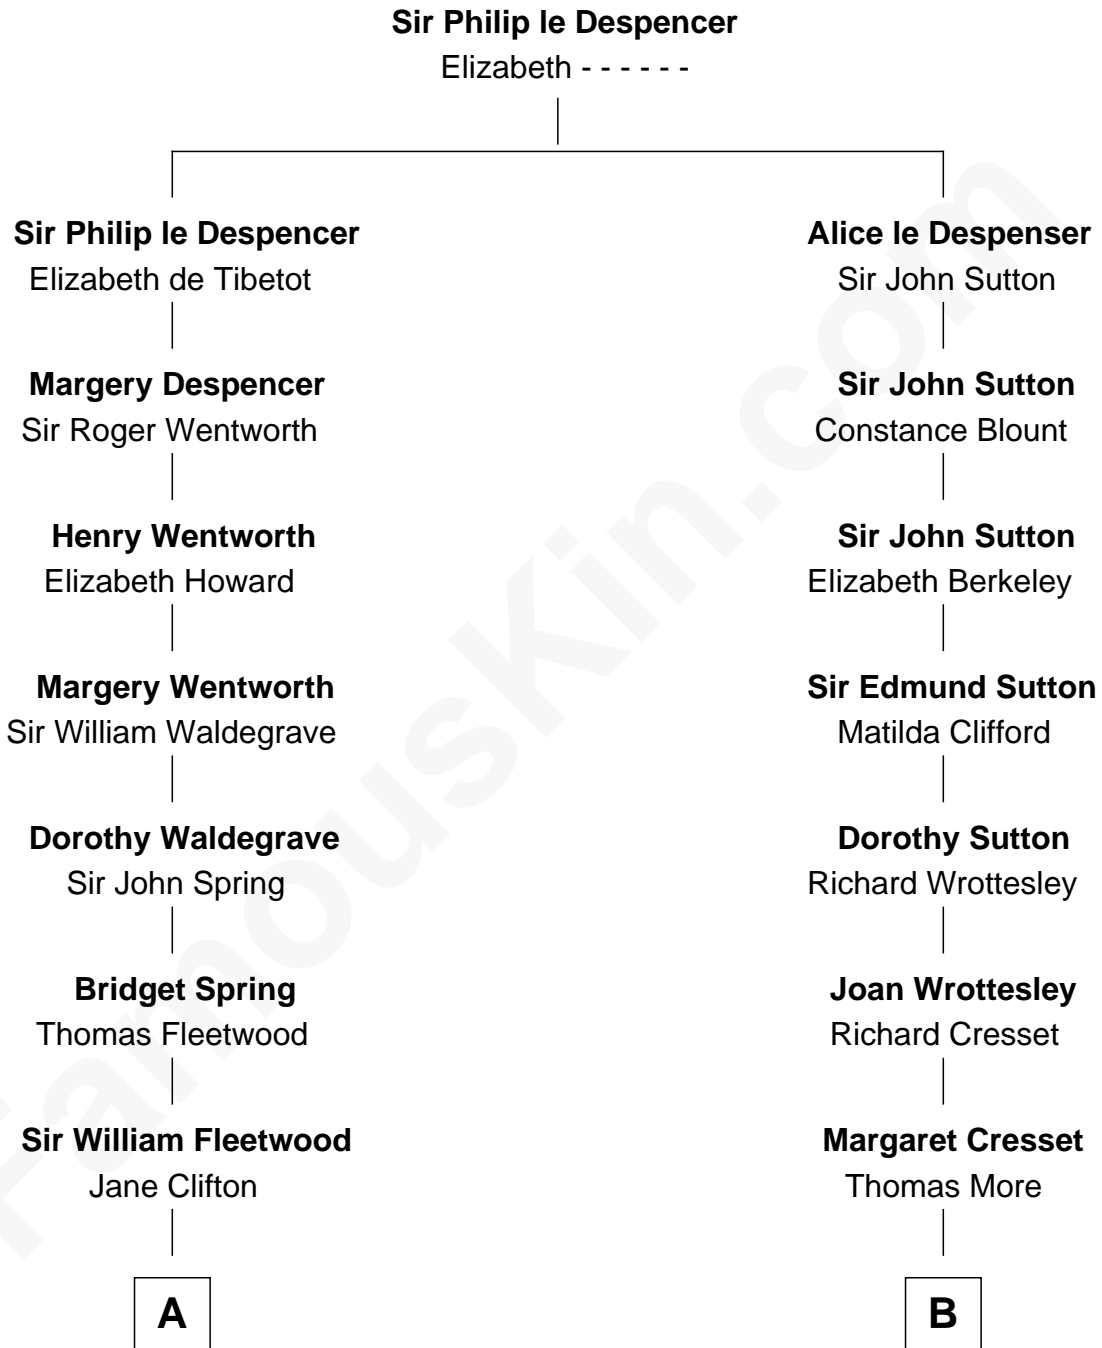 Sir Philip le Despencer
Elizabeth - - - - - -
Sir Philip le Despencer
Elizabeth de Tibetot
Alice le Despenser
Sir John Sutton
Margery Despencer
Sir Roger Wentworth
Sir John Sutton
Constance Blount
Henry Wentworth
Elizabeth Howard
Sir John Sutton
Elizabeth Berkeley
Margery Wentworth
Sir William Waldegrave
Sir Edmund Sutton
Matilda Clifford
Dorothy Waldegrave
Sir John Spring
Dorothy Sutton
Richard Wrottesley
Bridget Spring
Thomas Fleetwood
Joan Wrottesley
Richard Cresset
Sir William Fleetwood
Jane Clifton
Margaret Cresset
Thomas More
A
B
FamousKin.com